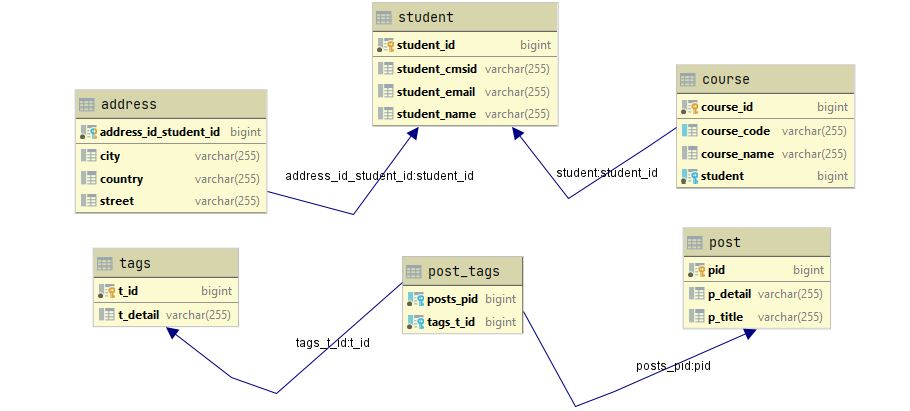 student
student_id bigint
student_cmsid varchar(255)
student_email varchar(255)
student_name varchar(255)
address
address_id_student_id bigint
city varchar(255)
country varchar(255)
street varchar(255)
course
course_id bigint
course_code varchar(255)
course_name varchar(255)
student bigint
address_id_student_id:student_id
student:student_id
tags
t_id bigint
t_detail varchar(255)
post_tags
posts_pid bigint
tags_t_id bigint
post
pid bigint
p_detail varchar(255)
p_title varchar(255)
tags_t_id:t_id
posts_pid:pid